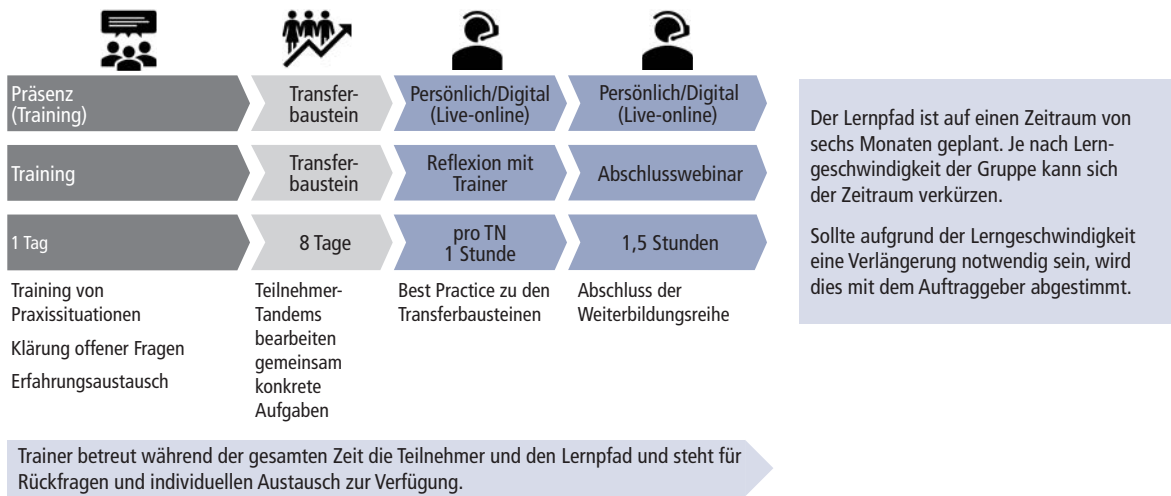 Präsenz
(Training)
Transfer-
baustein
Persönlich/Digital
(Live-online)
Persönlich/Digital
(Live-online)
Training
Transfer-
baustein
Reflexion mit
Trainer
Abschlusswebinar
1 Tag
8 Tage
pro TN
1 Stunde
1,5 Stunden
Training von
Praxissituationen
Klärung offener Fragen
Erfahrungsaustausch
Teilnehmer-
Tandems
bearbeiten
gemeinsam
konkrete
Aufgaben
Best Practice zu den
Transferbausteinen
Abschluss der
Weiterbildungsreihe
Trainer betreut während der gesamten Zeit die Teilnehmer und den Lernpfad und steht für
Rückfragen und individuellen Austausch zur Verfügung.
Der Lernpfad ist auf einen Zeitraum von
sechs Monaten geplant. Je nach Lern-
geschwindigkeit der Gruppe kann sich
der Zeitraum verkürzen.
Sollte aufgrund der Lerngeschwindigkeit
eine Verlängerung notwendig sein, wird
dies mit dem Auftraggeber abgestimmt.